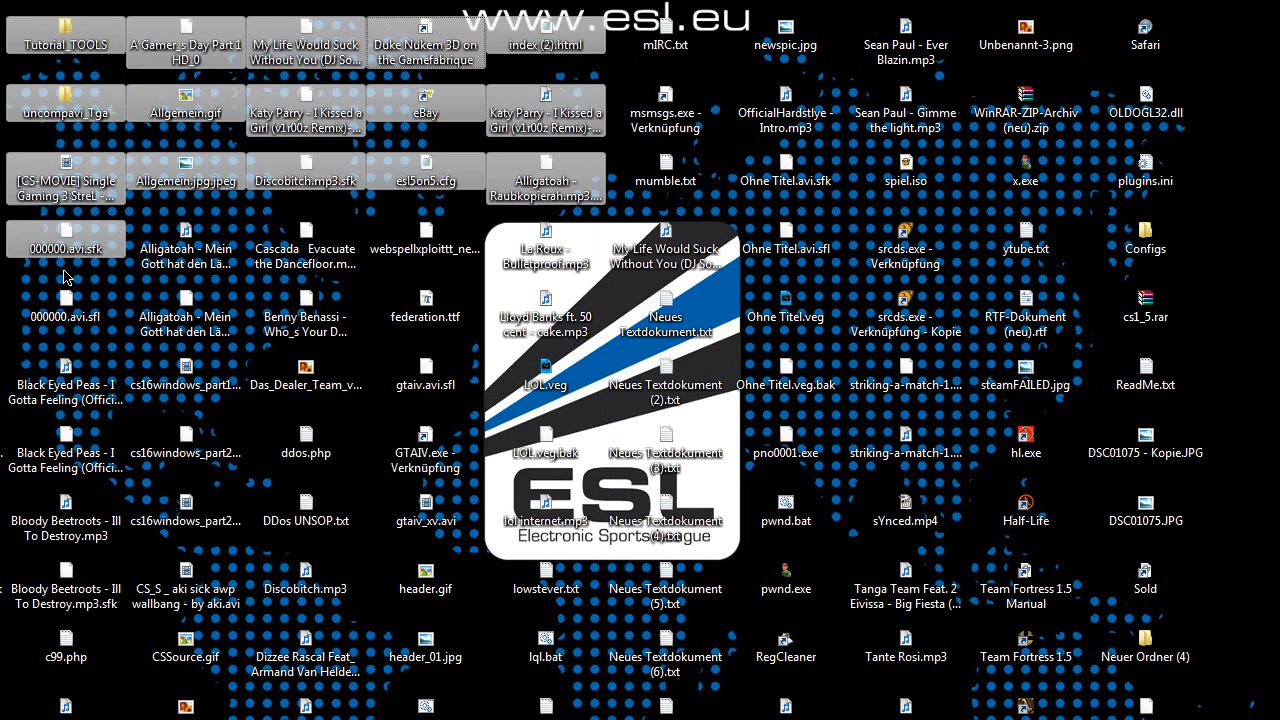 www.esl.eu
Tutorial_TOOLS
A Gamer_s Day Part 1
HD_0
My Life Would Suck
Without You (DJ So...
Duke Nukem 3D on
the Gamefabrique
index (2).html
mIRC.txt
newspic.jpg
Sean Paul - Ever
Blazin.mp3
Unbenannt-3.png
Safari
uncompavi_Tga
Allgemein.gif
Katy Parry - I Kissed a
Girl (v1r00z Remix)-...
eBay
Katy Parry - I Kissed a
Girl (v1r00z Remix)-...
msmsgs.exe -
Verknüpfung
OfficialHardstlye -
Intro.mp3
Sean Paul - Gimme
the light.mp3
WinRAR-ZIP-Archiv
(neu).zip
OLDOGL32.dll
[CS-MOVIE] Single
Gaming 3 StreL -...
Allgemein.jpg.jpeg
Discobitch.mp3.sfk
esl5on5.cfg
Alligatoah -
Raubkopierah.mp3....
mumble.txt
Ohne Titel.avi.sfk
spiel.iso
x.exe
plugins.ini
000000.avi.sfk
Alligatoah - Mein
Gott hat den Lä...
Cascada _ Evacuate
the Dancefloor.m...
webspellxploittt_ne...
La Roux -
Bulletproof.mp3
My Life Would Suck
Without You (DJ So...
Ohne Titel.avi.sfl
srcds.exe -
Verknüpfung
ytube.txt
Configs
000000.avi.sfl
Alligatoah - Mein
Gott hat den Lä...
Benny Benassi -
Who_s Your D...
federation.ttf
Lloyd Banks ft. 50
cent - cake.mp3
Neues
Textdokument.txt
Ohne Titel.veg
srcds.exe -
Verknüpfung - Kopie
RTF-Dokument
(neu).rtf
cs1_5.rar
Black Eyed Peas - I
Gotta Feeling (Offici...
cs16windows_part1...
Das_Dealer_Team_v...
gtaiv.avi.sfl
LOL.veg
Neues Textdokument
(2).txt
Ohne Titel.veg.bak
striking-a-match-1....
steamFAILED.jpg
ReadMe.txt
Black Eyed Peas - I
Gotta Feeling (Offici...
cs16windows_part2...
ddos.php
GTAIV.exe -
Verknüpfung
LOL.veg.bak
Neues Textdokument
(3).txt
pno0001.exe
striking-a-match-1....
hl.exe
DSC01075 - Kopie.JPG
Bloody Beetroots - Ill
To Destroy.mp3
cs16windows_part2...
DDos UNSOP.txt
gtaiv_xv.avi
lol internet.mp3
Neues Textdokument
(4).txt
pwnd.bat
sYnced.mp4
Half-Life
DSC01075.JPG
ESL
Electronic Sports League
Bloody Beetroots - Ill
To Destroy.mp3.sfk
CS_S _ aki sick awp
wallbang - by aki.avi
Discobitch.mp3
header.gif
lowstever.txt
Neues Textdokument
(5).txt
pwnd.exe
Tanga Team Feat. 2
Eivissa - Big Fiesta (...
Team Fortress 1.5
Manual
Sold
c99.php
CSSource.gif
Dizzee Rascal Feat_
Armand Van Helde...
header_01.jpg
lql.bat
Neues Textdokument
(6).txt
RegCleaner
Tante Rosi.mp3
Team Fortress 1.5
Neuer Ordner (4)